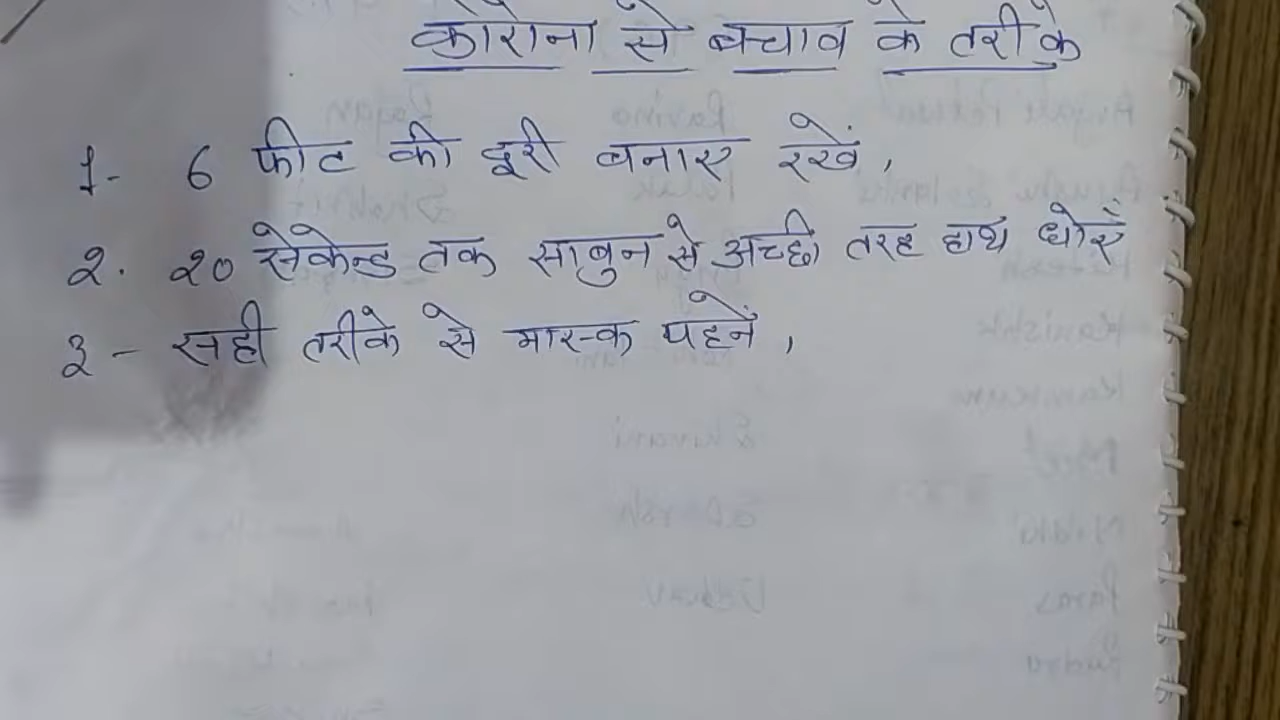 कोरोना से बचाव के तरीके
1- 6 फीट की दूरी बनाए रखें,
2. 20 सेकेन्ड तक साबुन से अच्छी तरह हाथ धोएँ
3- सही तरीके से मास्क पहनें,